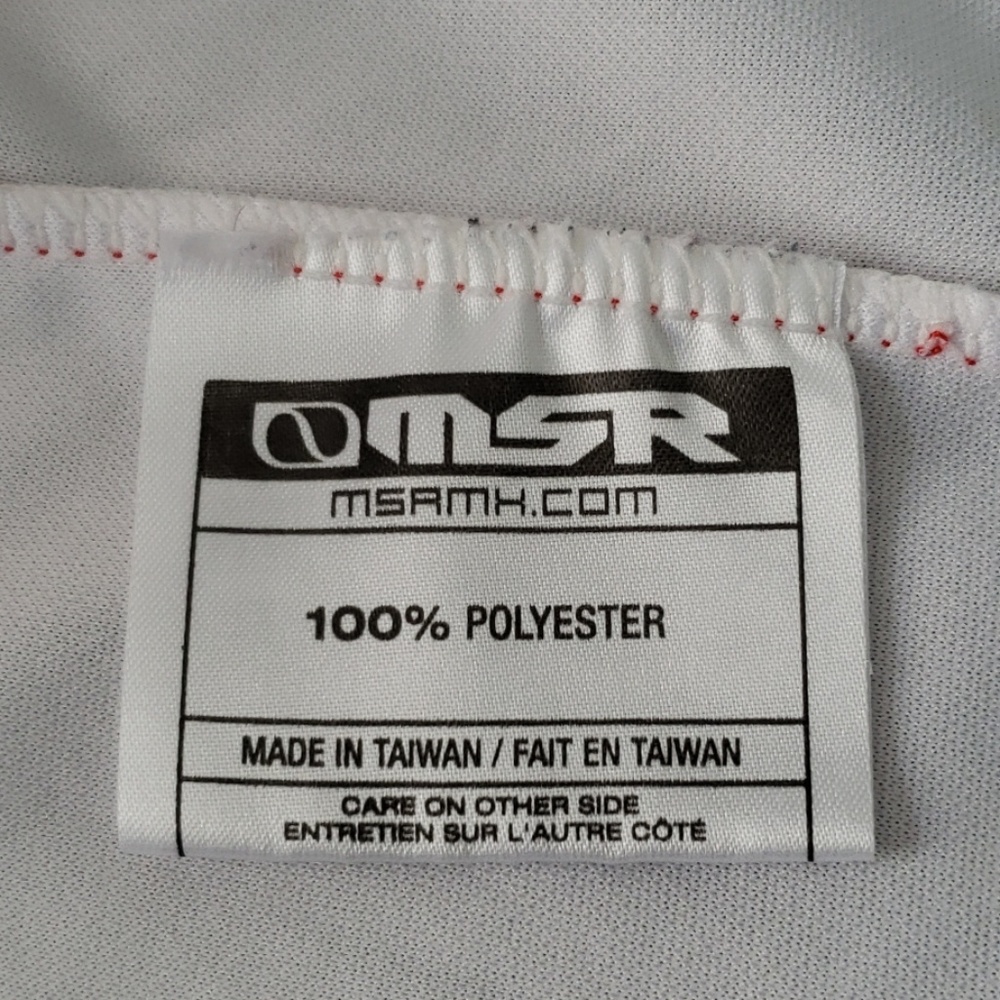 MSR
MSRMX.COM
100% POLYESTER
MADE IN TAIWAN / FAIT EN TAIWAN
CARE ON OTHER SIDE
ENTRETIEN SUR L'AUTRE CÔTÉ